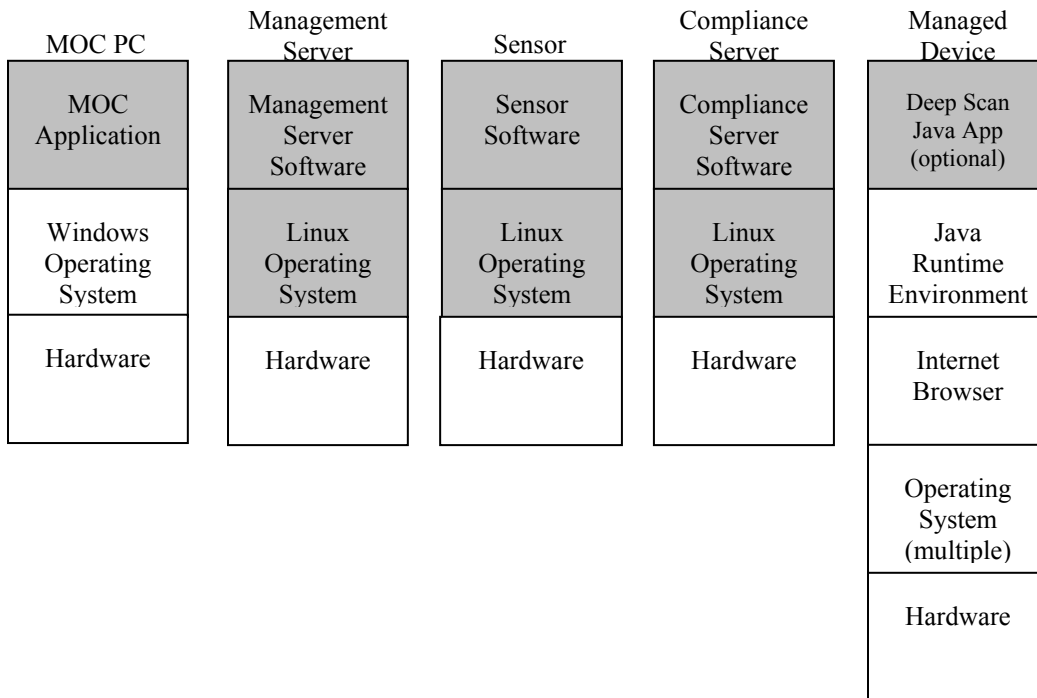 MOC PC
Management
Server
Sensor
Compliance
Server
Managed
Device
MOC
Application
Management
Server
Software
Sensor
Software
Compliance
Server
Software
Deep Scan
Java App
(optional)
Windows
Operating
System
Linux
Operating
System
Linux
Operating
System
Linux
Operating
System
Java
Runtime
Environment
Hardware
Hardware
Hardware
Hardware
Internet
Browser
Operating
System
(multiple)
Hardware